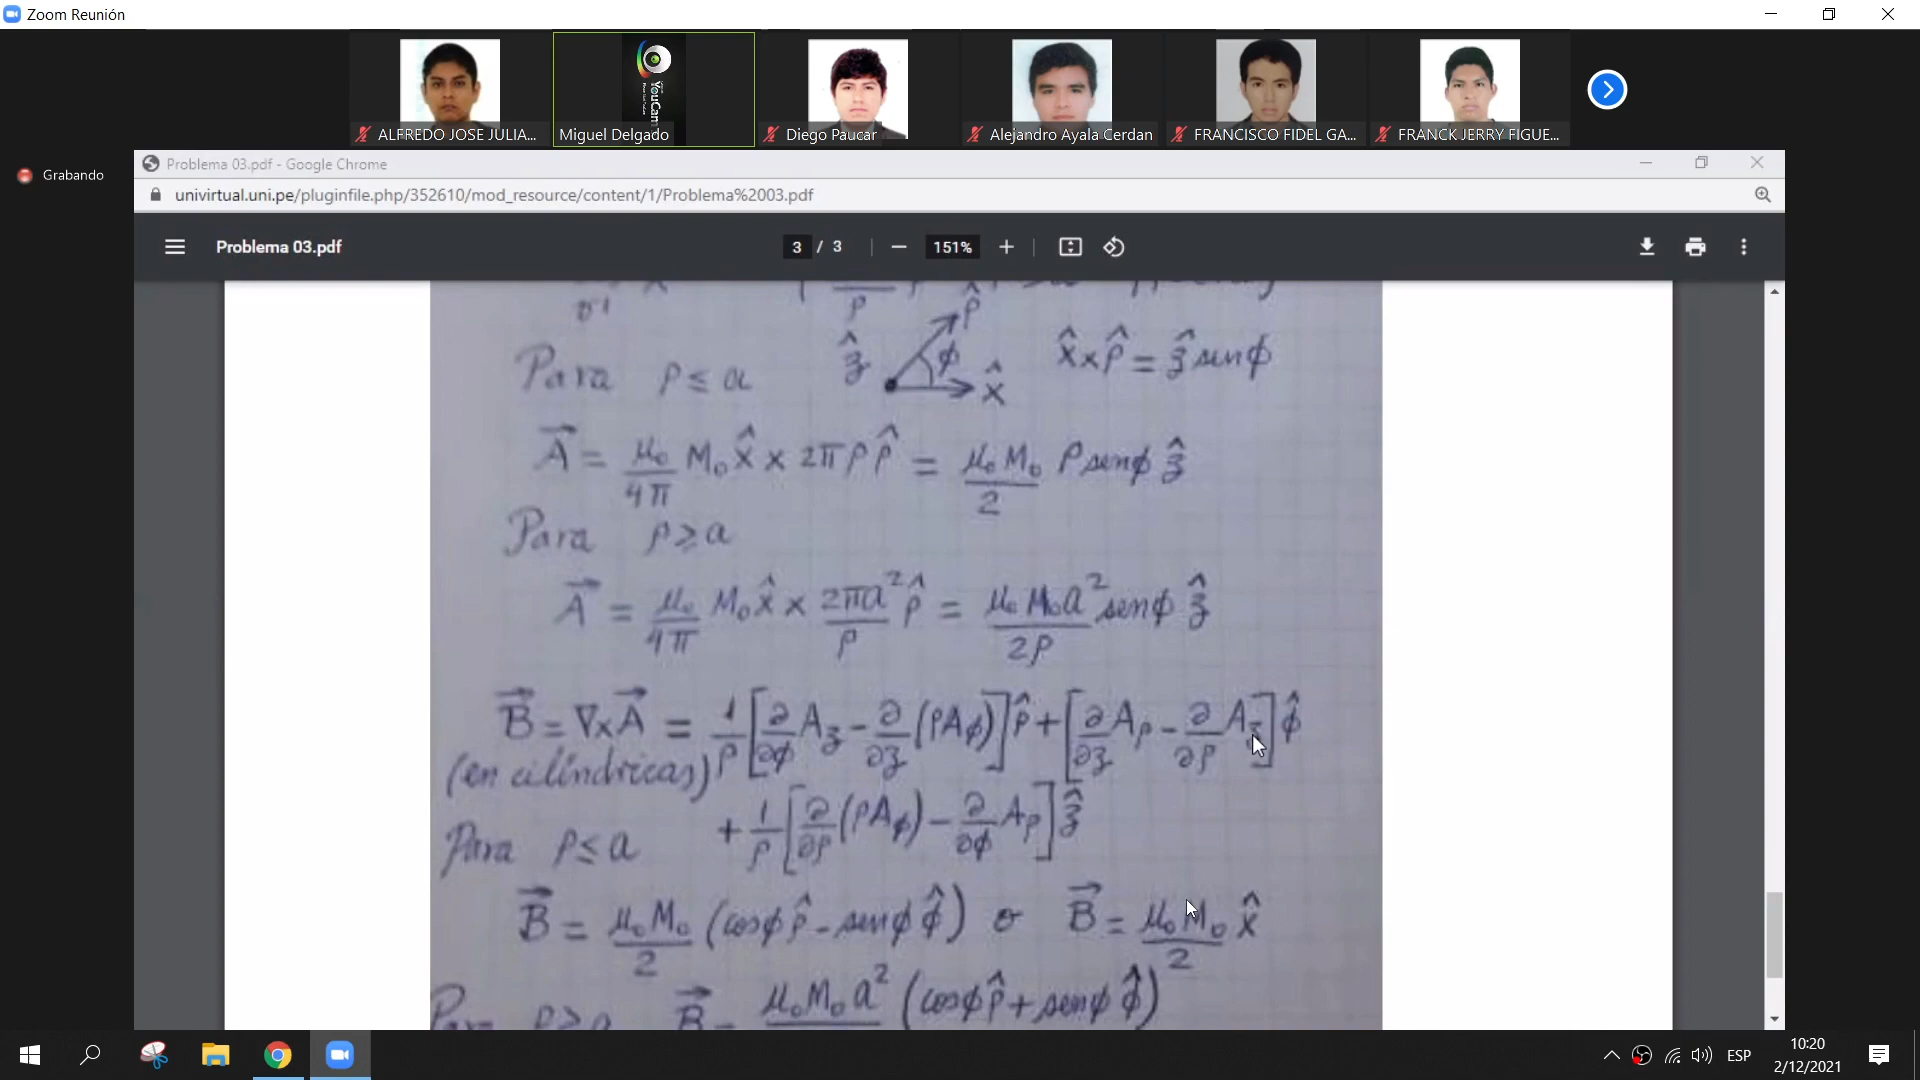 Zoom Reunión
ALFREDO JOSE JULIA...
YouCam
Miguel Delgado
Diego Paucar
Alejandro Ayala Cerdan
FRANCISCO FIDEL GA...
FRANCK JERRY FIGUE...
Grabando
Problema 03.pdf - Google Chrome
univirtual.uni.pe/pluginfile.php/352610/mod_resource/content/1/Problema%2003.pdf
Problema 03.pdf
3 / 3
151%
Para ρ ≤ a ẑ ρ̂ ϕ x̂ x̂ × ρ̂ = ẑ senϕ
A⃗ = μ₀/4π M₀ x̂ × 2πρ ρ̂ = μ₀M₀/2 ρ senϕ ẑ
Para ρ ≥ a
A⃗ = μ₀/4π M₀ x̂ × 2πa²/ρ ρ̂ = μ₀M₀a²/2ρ senϕ ẑ
B⃗ = ∇×A⃗ = 1/ρ [∂/∂ϕ A_z − ∂/∂z (ρA_ϕ)] ρ̂ + [∂/∂z A_ρ − ∂/∂ρ A_z] ϕ̂
(en cilíndricas)
+ 1/ρ [∂/∂ρ (ρA_ϕ) − ∂/∂ϕ A_ρ] ẑ
Para ρ ≤ a
B⃗ = μ₀M₀/2 (cosϕ ρ̂ − senϕ ϕ̂) o B⃗ = μ₀M₀/2 x̂
Para ρ ≥ a B⃗ = μ₀M₀a² (cosϕ ρ̂ + senϕ ϕ̂)
ESP
10:20
2/12/2021